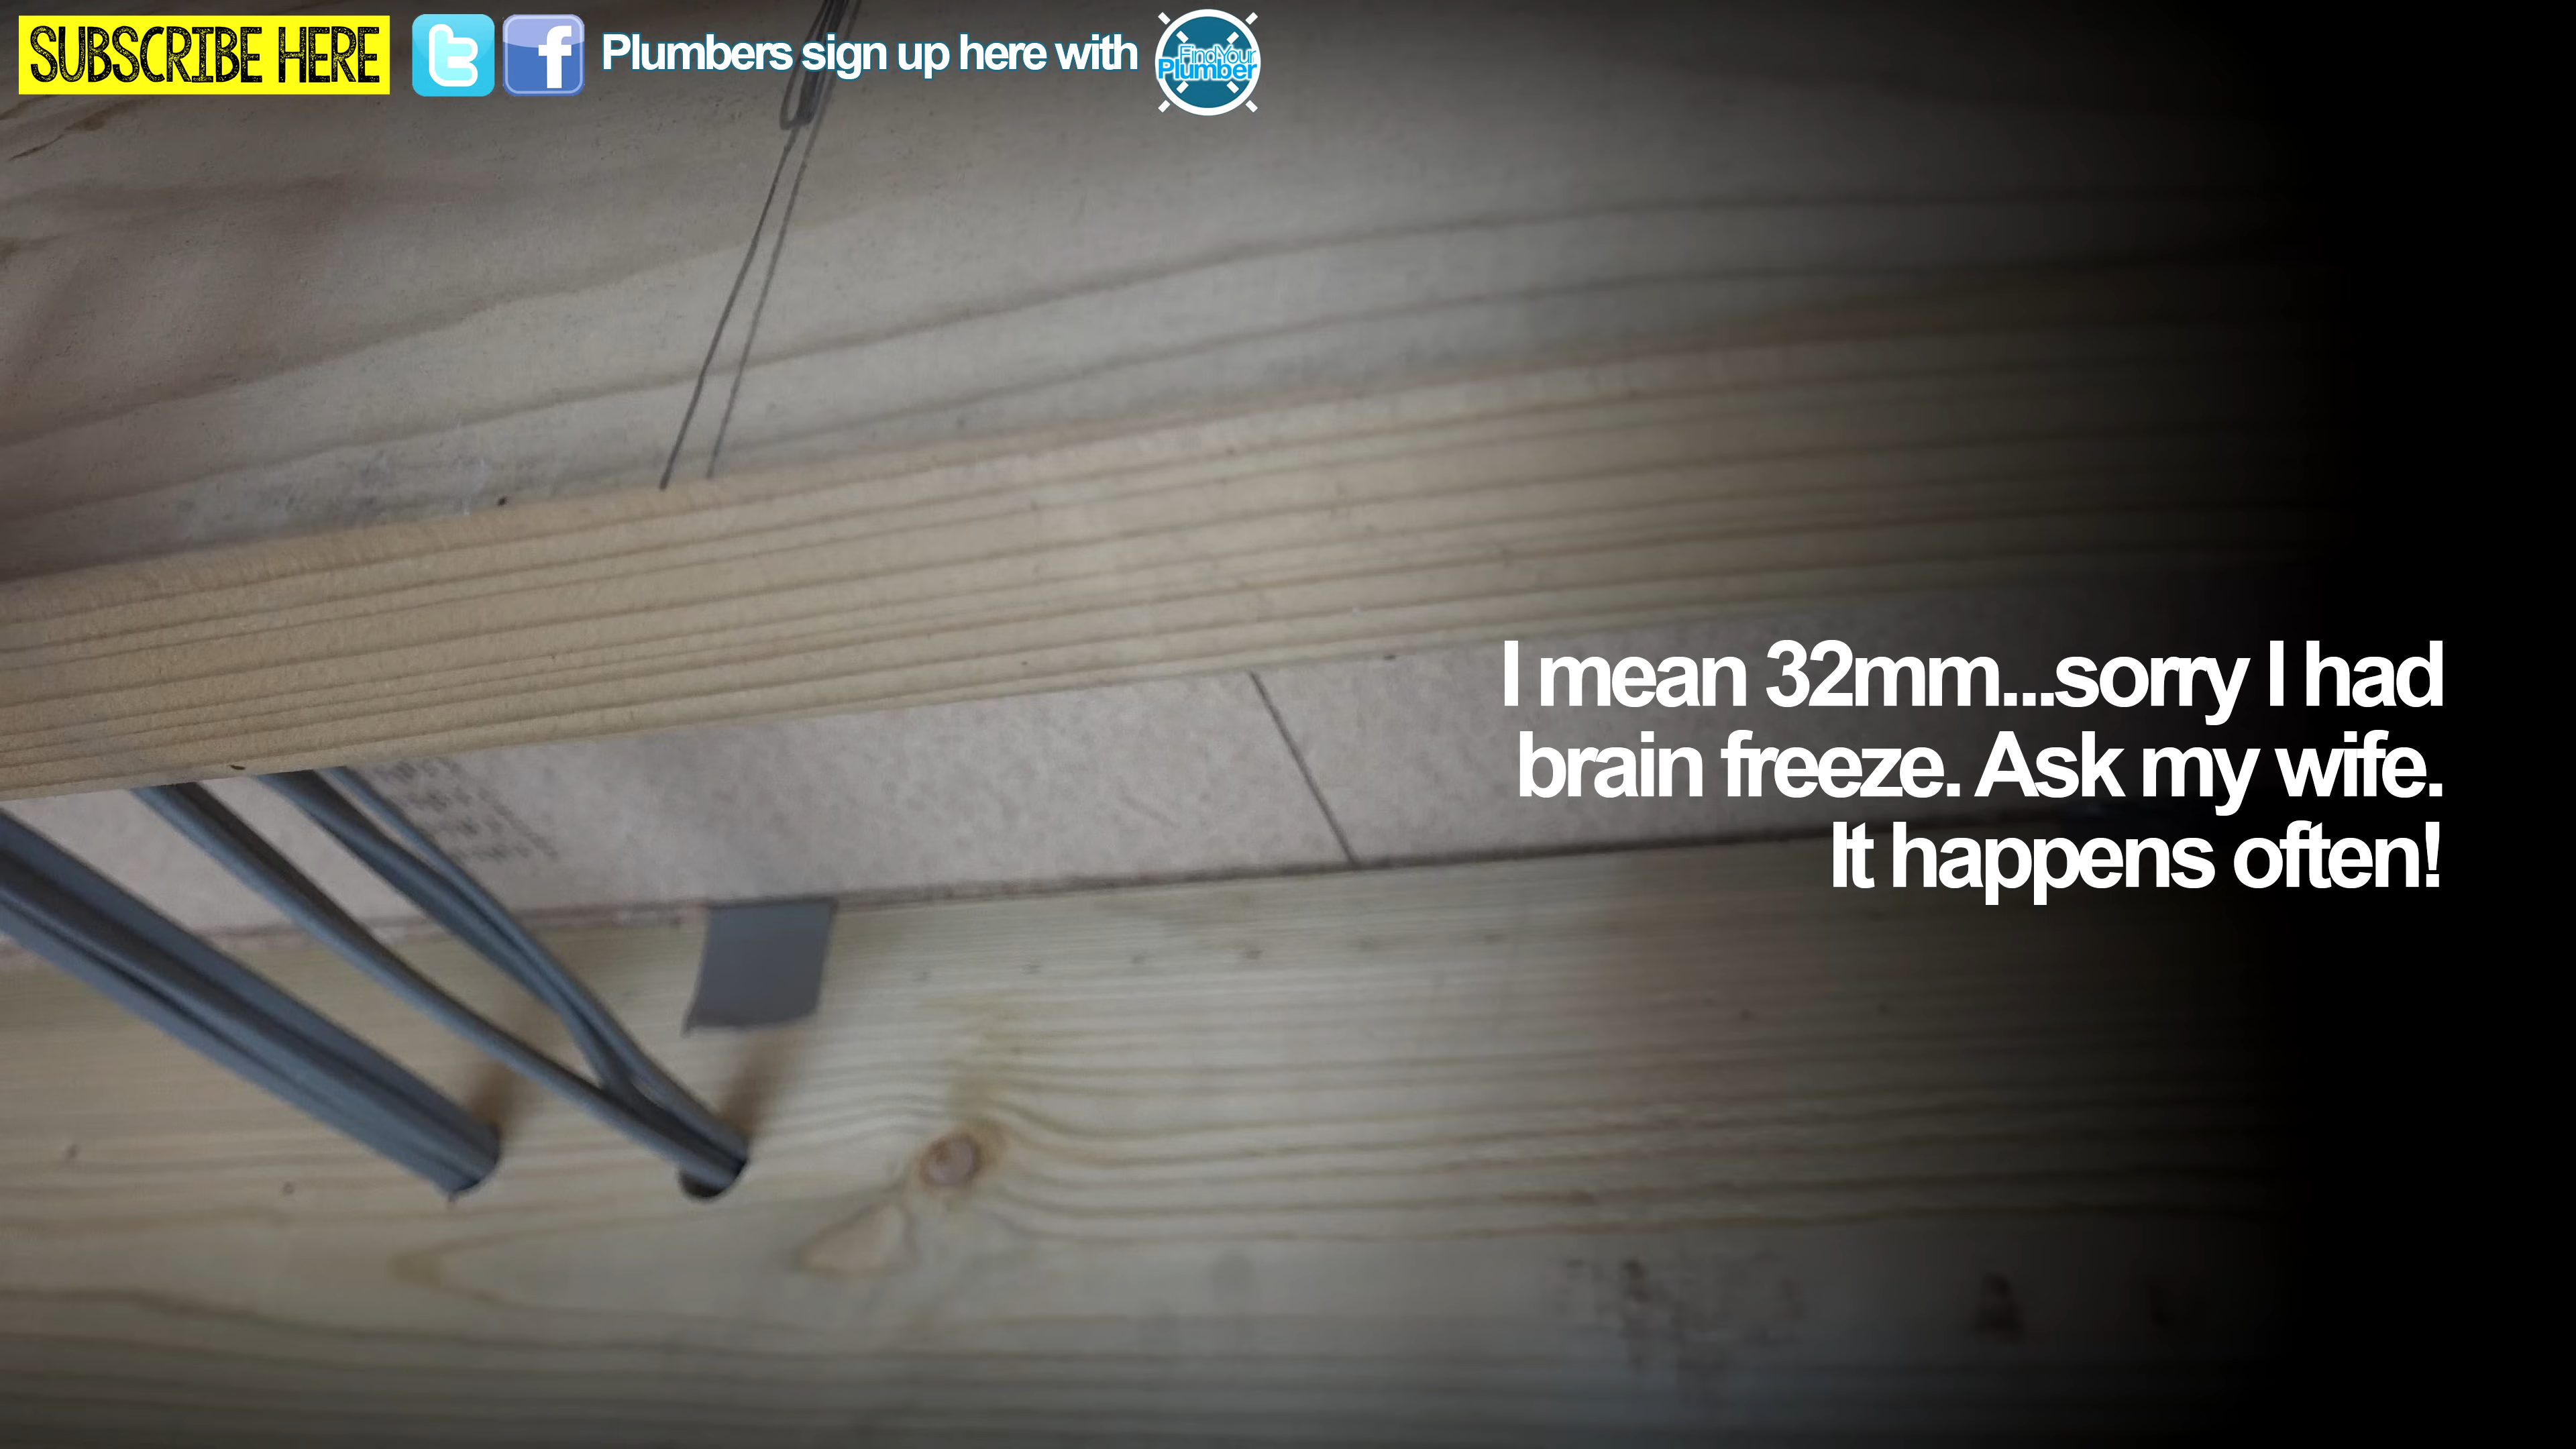 SUBSCRIBE HERE
Plumbers sign up here with
FindYour
Plumber
I mean 32mm...sorry I had
brain freeze. Ask my wife.
It happens often!